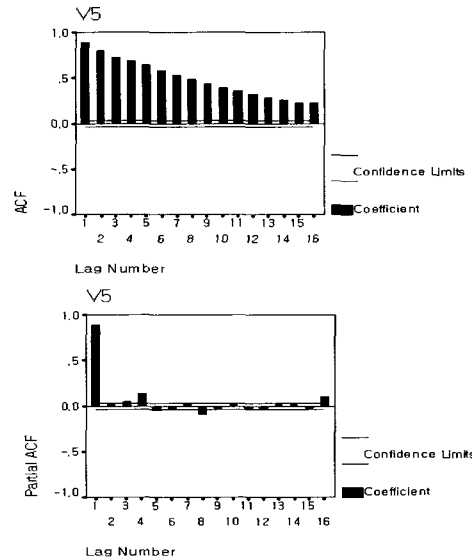 V5
1,0
,5
0,0
-,5
-1,0
ACF
1 3 5 7 9 11 13 15
2 4 6 8 10 12 14 16
Lag Number
Confidence Limits
Coefficient
V5
1,0
,5
0,0
-,5
-1,0
Partial ACF
1 3 5 7 9 11 13 15
2 4 6 8 10 12 14 16
Lag Number
Confidence Limits
Coefficient